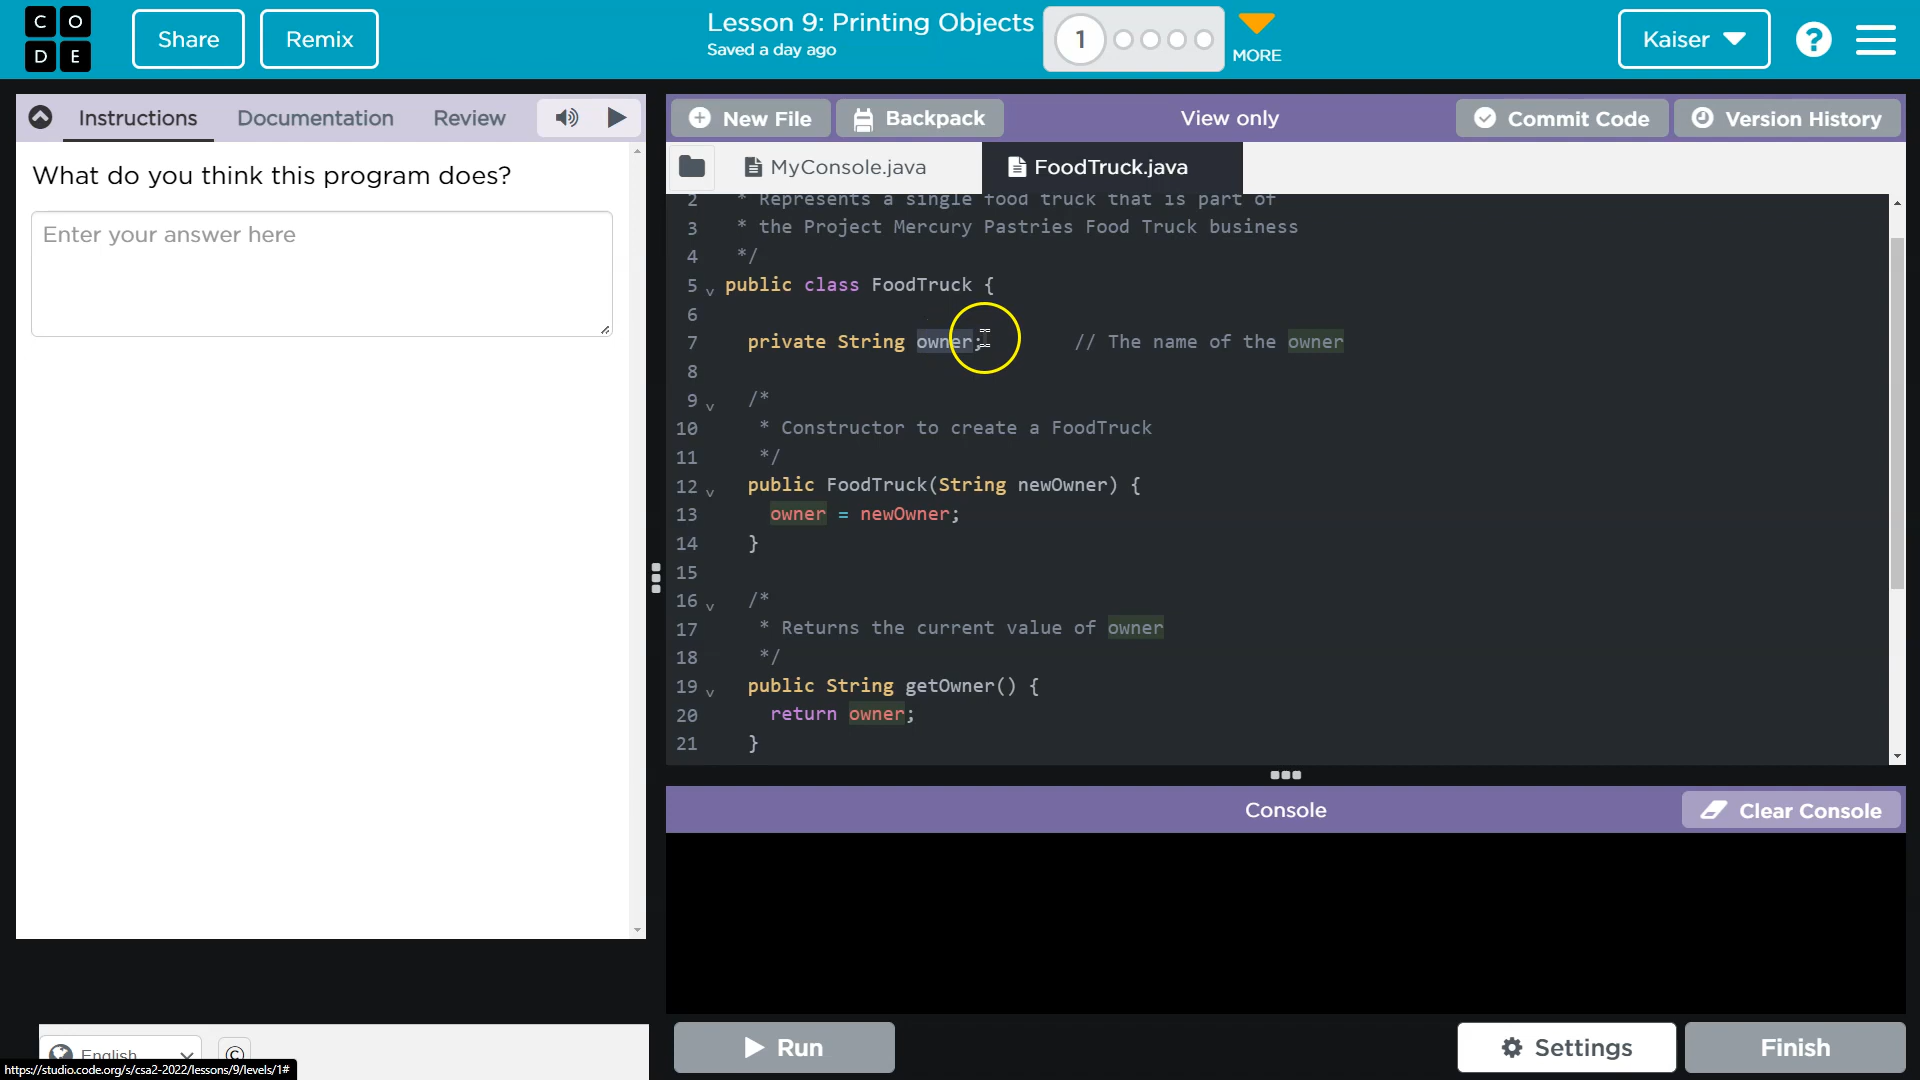 C O
D E
Share
Remix
Lesson 9: Printing Objects
Saved a day ago
1
MORE
Kaiser
?
Instructions
Documentation
Review
New File
Backpack
View only
Commit Code
Version History
MyConsole.java
FoodTruck.java
What do you think this program does?
Enter your answer here
2 * Represents a single food truck that is part of
3 * the Project Mercury Pastries Food Truck business
4 */
5 public class FoodTruck {
6
7 private String owner; // The name of the owner
8
9 /*
10 * Constructor to create a FoodTruck
11 */
12 public FoodTruck(String newOwner) {
13 owner = newOwner;
14 }
15
16 /*
17 * Returns the current value of owner
18 */
19 public String getOwner() {
20 return owner;
21 }
Console
Clear Console
Run
Settings
Finish
English
©
https://studio.code.org/s/csa2-2022/lessons/9/levels/1#